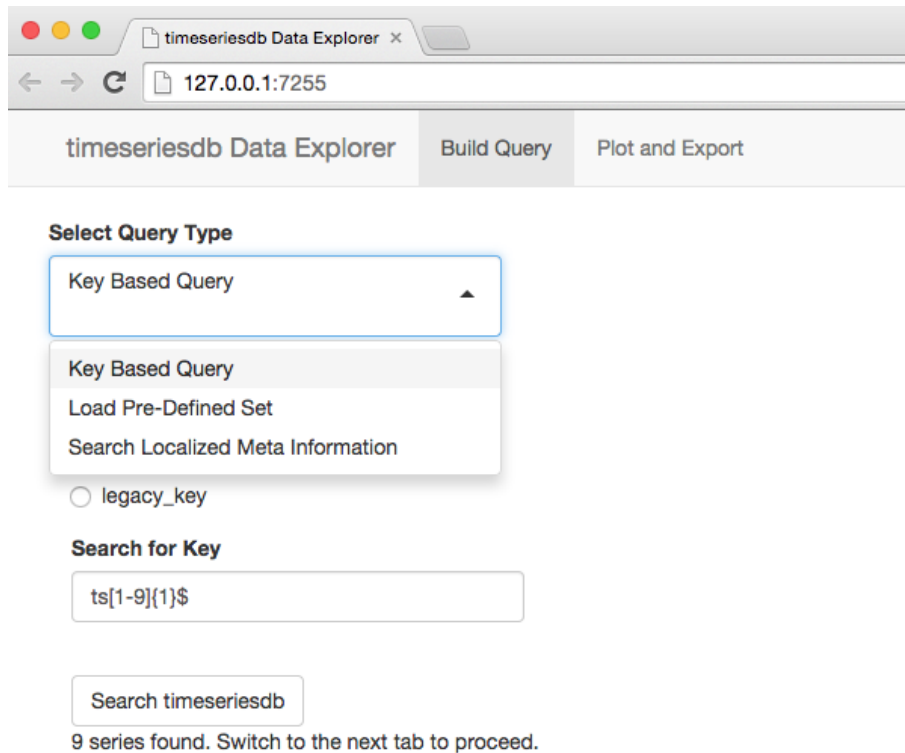 timeseriesdb Data Explorer ×
127.0.0.1:7255
timeseriesdb Data Explorer Build Query Plot and Export
Select Query Type
Key Based Query
Key Based Query
Load Pre-Defined Set
Search Localized Meta Information
legacy_key
Search for Key
ts[1-9]{1}$
Search timeseriesdb
9 series found. Switch to the next tab to proceed.